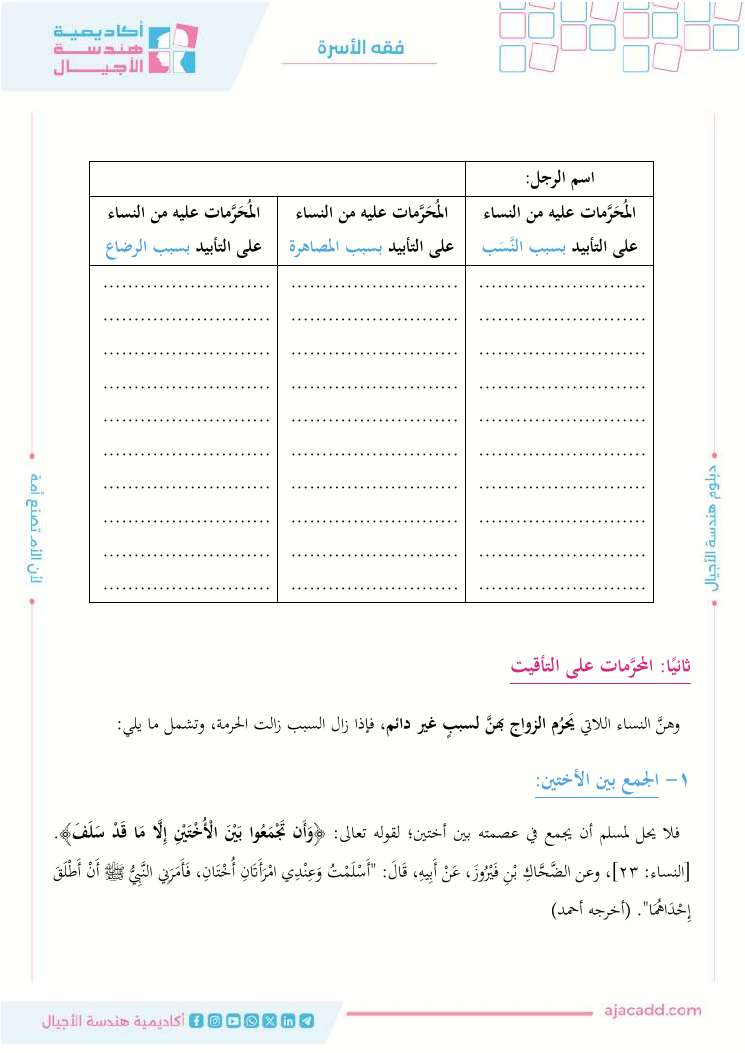 أكاديمية
هندسة
الأجيال
فقه الأسرة
اسم الرجل:
المُحَرَّمات عليه من النساء على التأبيد بسبب النَّسَب
المُحَرَّمات عليه من النساء على التأبيد بسبب المصاهرة
المُحَرَّمات عليه من النساء على التأبيد بسبب الرضاع
ثانيًا: المحرَّمات على التأقيت
وهنَّ النساء اللاتي يَحرُم الزواج بهنَّ لسببٍ غير دائم، فإذا زال السبب زالت الحرمة، وتشمل ما يلي:
١- الجمع بين الأختين:
فلا يحل لمسلم أن يجمع في عصمته بين أختين؛ لقوله تعالى: ﴿وَأَن تَجْمَعُوا بَيْنَ الْأُخْتَيْنِ إِلَّا مَا قَدْ سَلَفَ﴾.
[النساء: ٢٣]، وعن الضَّحَّاكِ بْنِ فَيْرُوزَ، عَنْ أَبِيهِ، قَالَ: "أَسْلَمْتُ وَعِنْدِي امْرَأَتَانِ أُخْتَانِ، فَأَمَرَنِي النَّبِيُّ ﷺ أَنْ أُطَلِّقَ
إِحْدَاهُمَا". (أخرجه أحمد)
دبلوم هندسة الأجيال
لأن الأم تصنع أمة
ajacadd.com
أكاديمية هندسة الأجيال